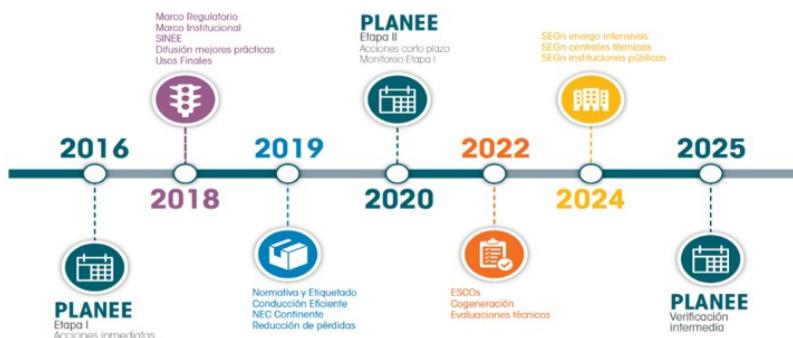 Marco Regulatorio
Marco Institucional
SINEE
Difusión mejores prácticas
Usos Finales
PLANEE
Etapa II
Acciones corto plazo
Monitoreo Etapa I
SEGn energo intensivas
SEGn centrales térmicas
SEGn instituciones públicas
2016
2019
2022
2025
2018
2020
2024
PLANEE
Etapa I
Acciones inmediatas
Normativa y Etiquetado
Conducción Eficiente
NEC Continente
Reducción de pérdidas
ESCOs
Cogeneración
Evaluaciones técnicos
PLANEE
Verificación
intermedia